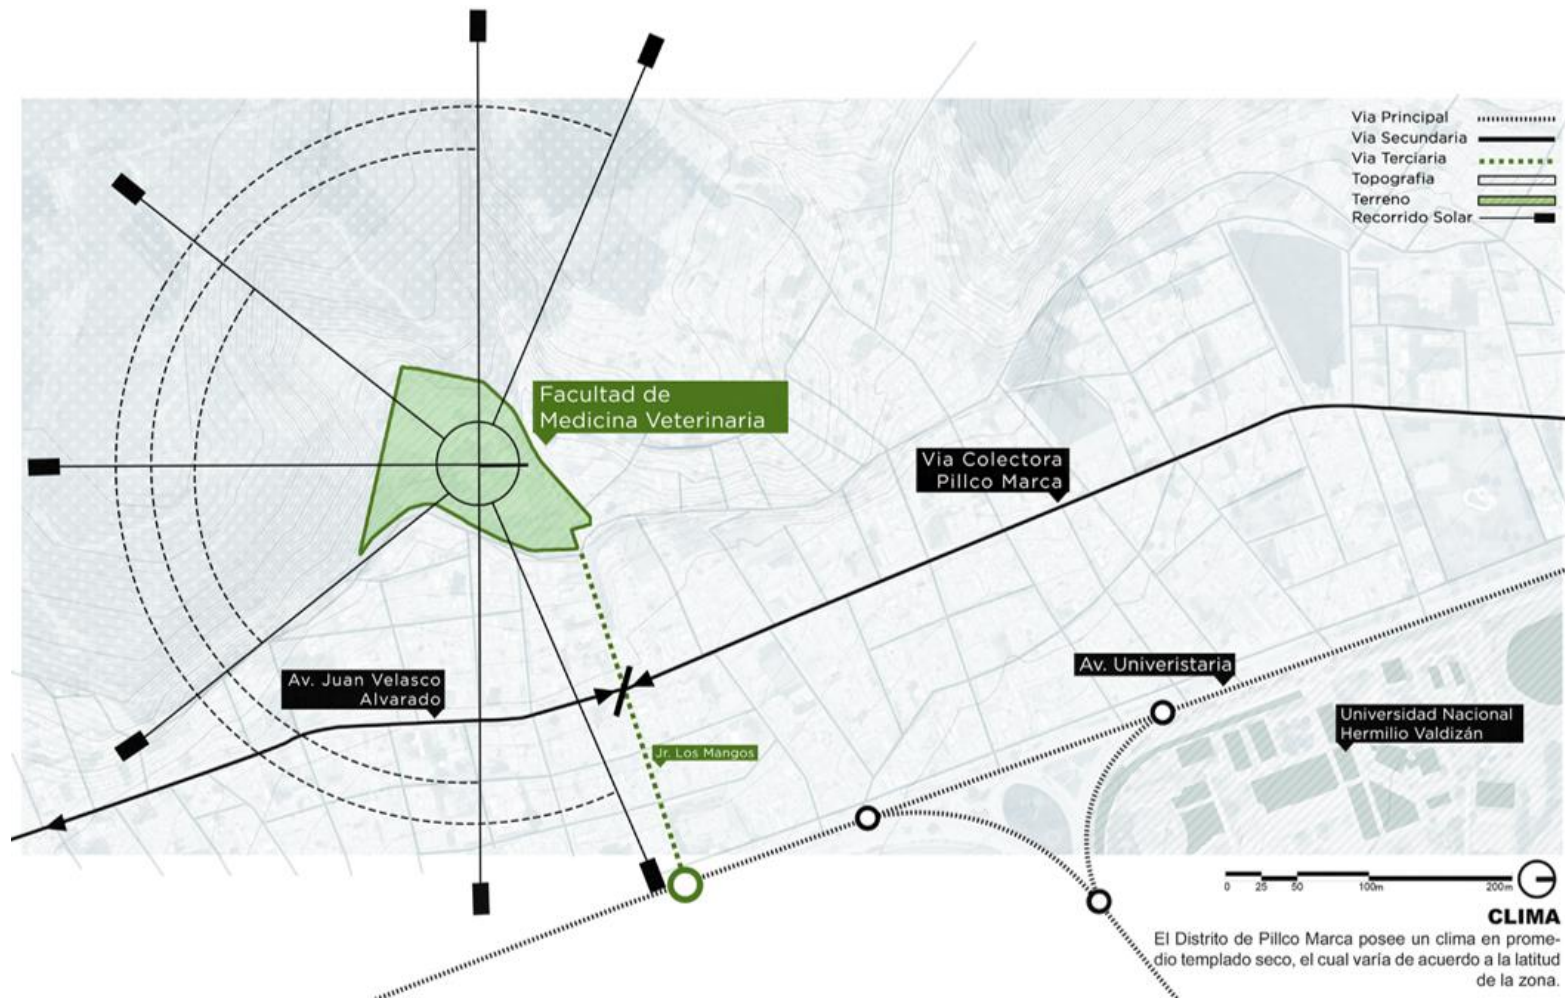 Via Principal
Via Secundaria
Via Terciaria
Topografia
Terreno
Recorrido Solar
Facultad de
Medicina Veterinaria
Via Colectora
Pillco Marca
Av. Univeristaria
Av. Juan Velasco
Alvarado
Universidad Nacional
Hermilio Valdizán
Jr. Los Mangos
0 25 50 100m 200m
CLIMA
El Distrito de Pillco Marca posee un clima en prome-
dio templado seco, el cual varía de acuerdo a la latitud
de la zona.